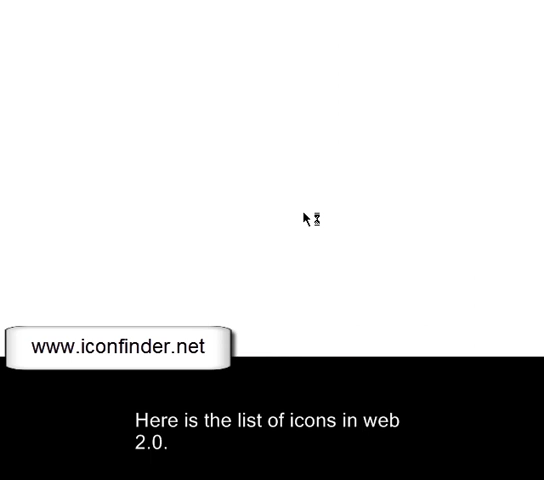 www.iconfinder.net
Here is the list of icons in web
2.0.